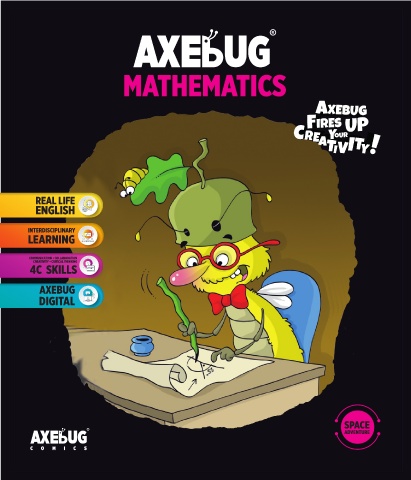 AXEBUG®
MATHEMATICS
AXEBUG
FIRES UP
YOUR
CREATIVITY!
REAL LIFE
ENGLISH
INTERDISCIPLINARY
LEARNING
4C SKILLS
AXEBUG
DIGITAL
AXEBUG
COMICS
SPACE
ADVENTURE